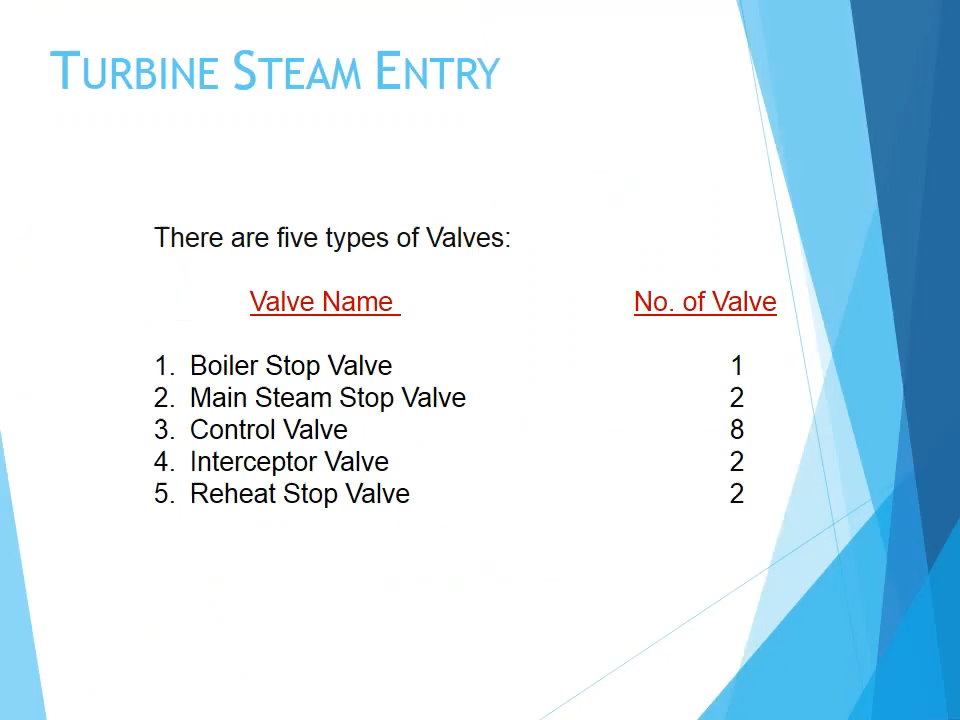 TURBINE STEAM ENTRY
There are five types of Valves:
Valve Name No. of Valve
1. Boiler Stop Valve 1
2. Main Steam Stop Valve 2
3. Control Valve 8
4. Interceptor Valve 2
5. Reheat Stop Valve 2